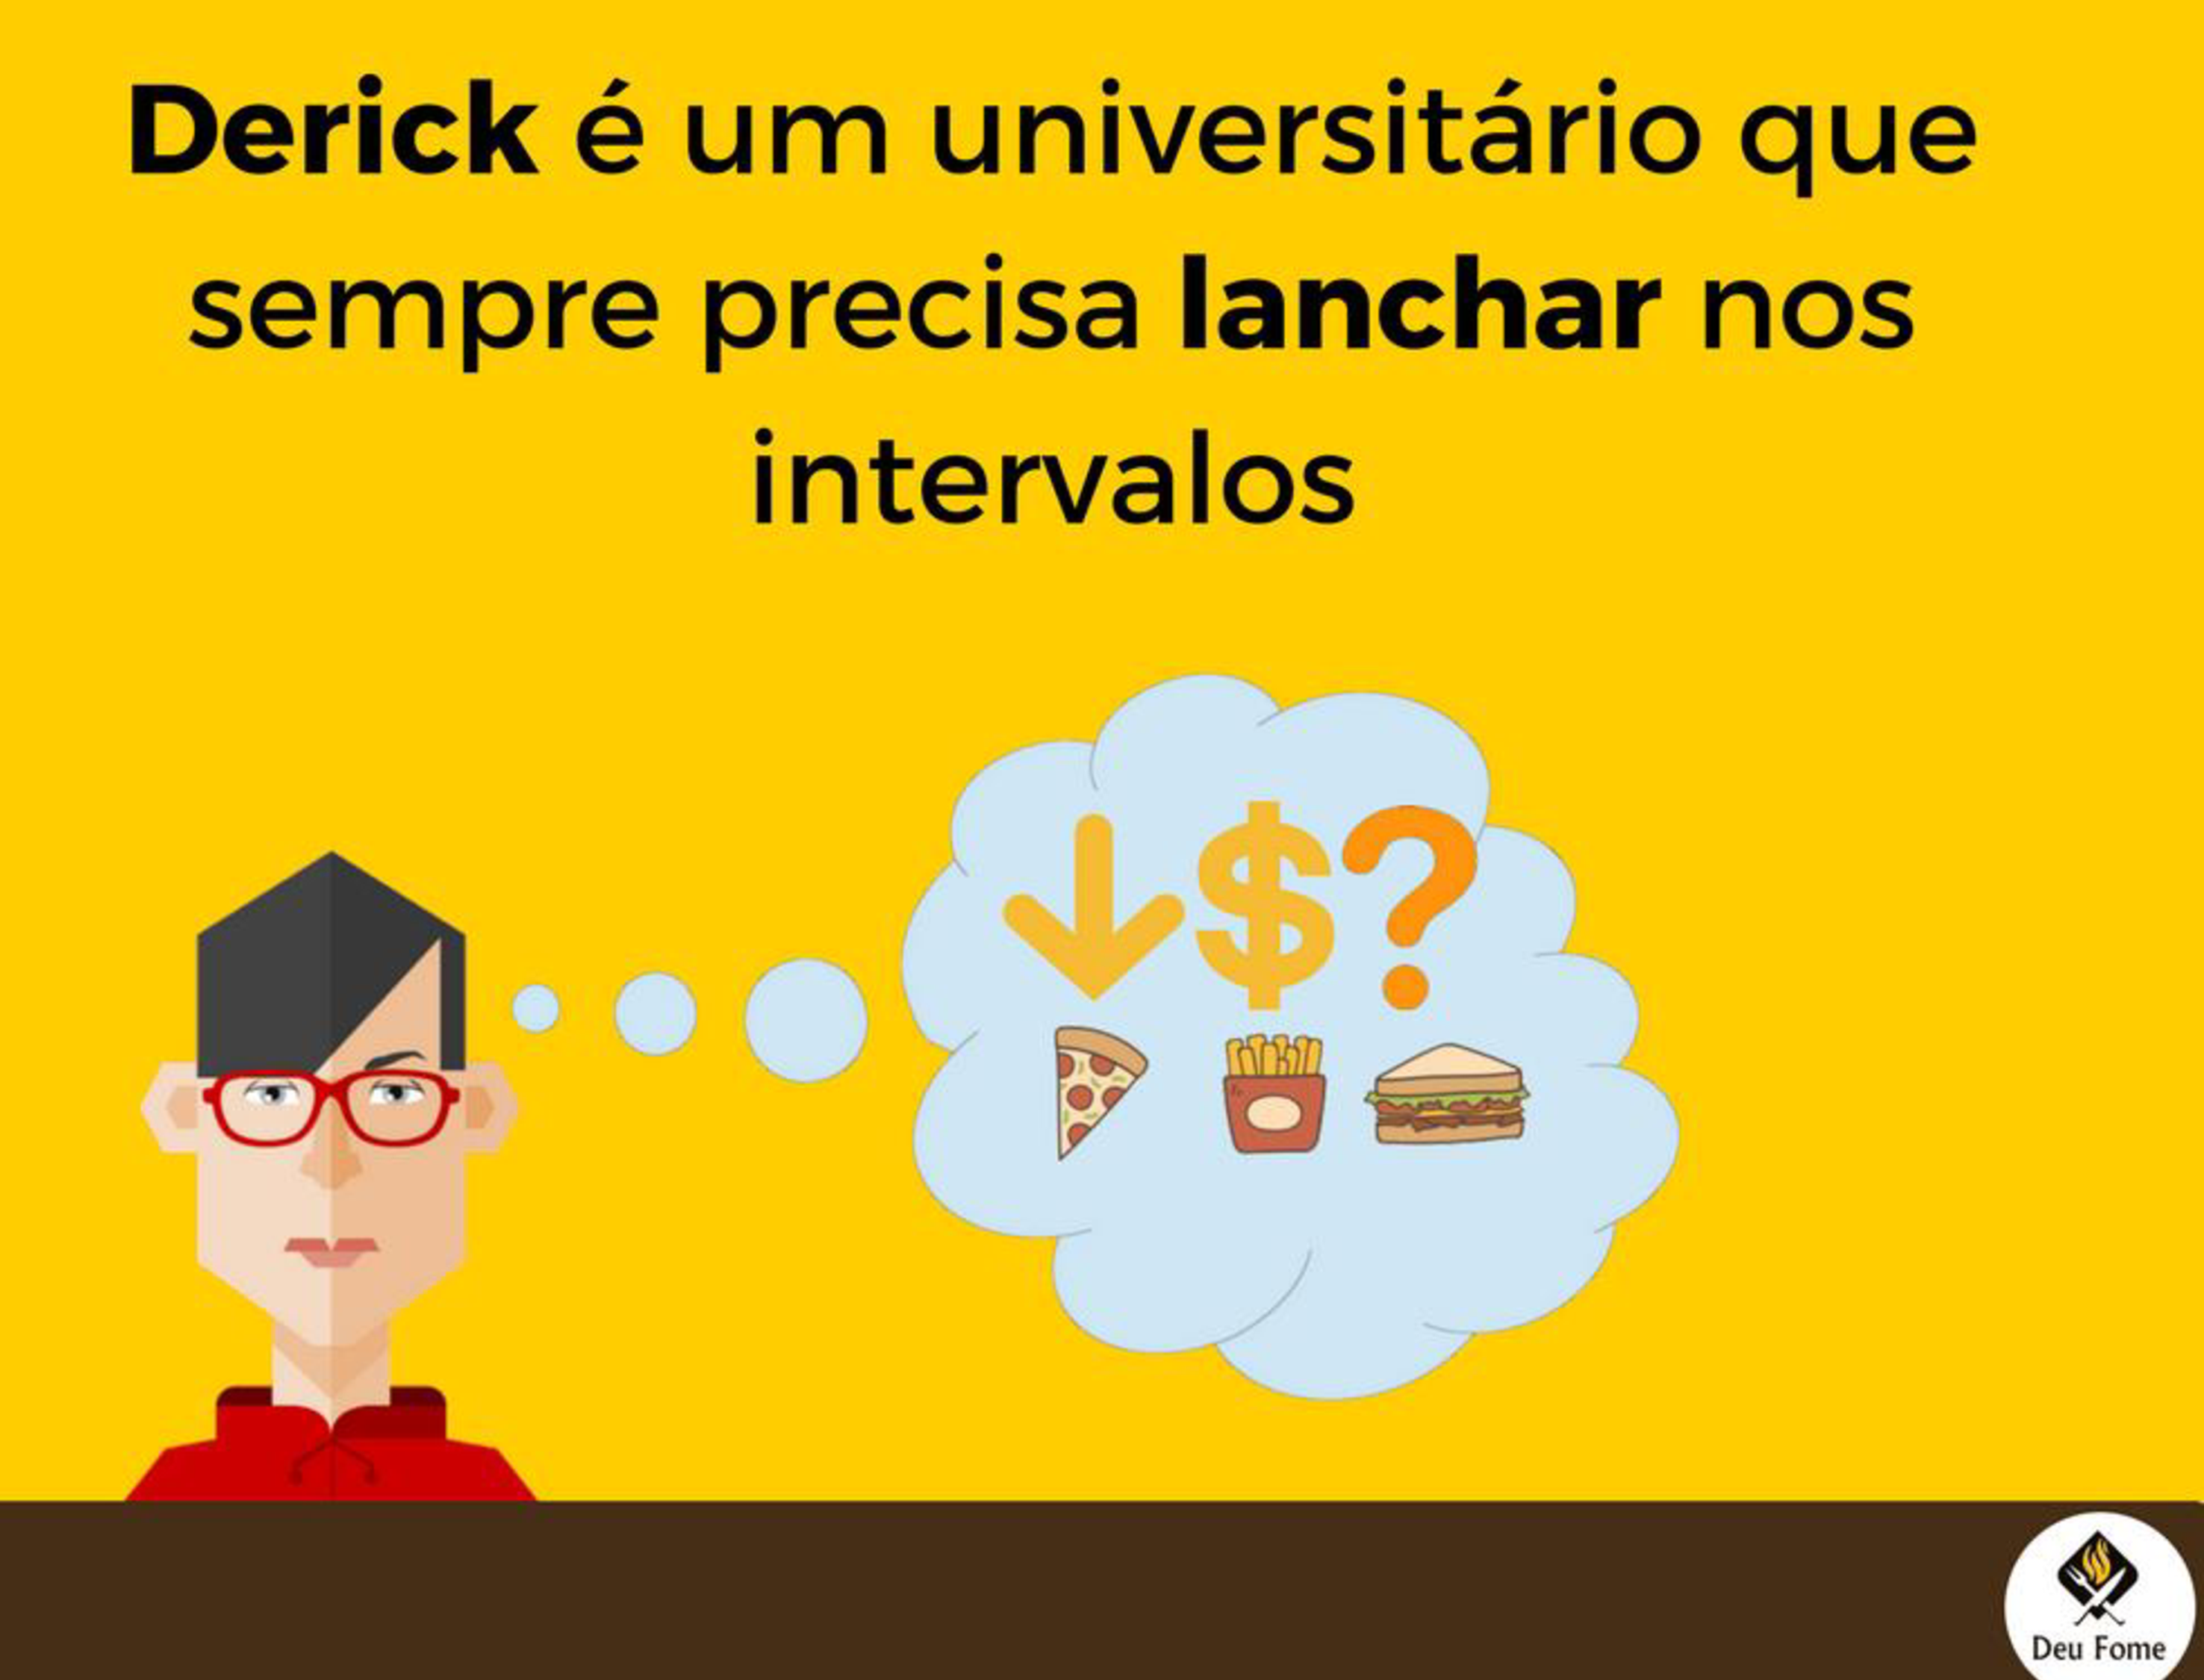 Derick é um universitário que
sempre precisa lanchar nos
intervalos
↓$?
Deu Fome